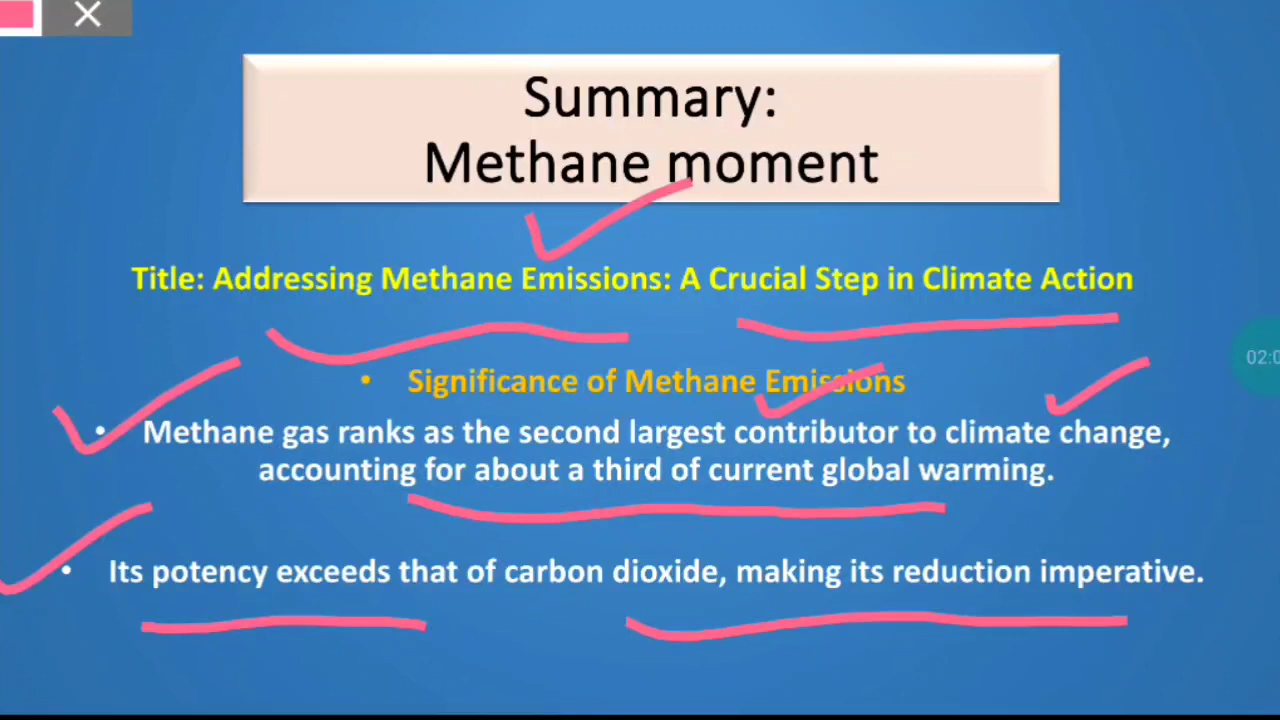 Summary:
Methane moment
Title: Addressing Methane Emissions: A Crucial Step in Climate Action
• Significance of Methane Emissions
• Methane gas ranks as the second largest contributor to climate change,
accounting for about a third of current global warming.
• Its potency exceeds that of carbon dioxide, making its reduction imperative.